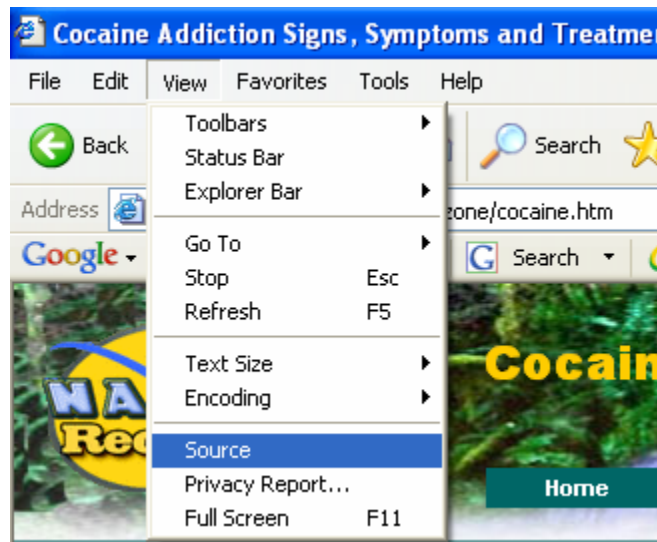 Cocaine Addiction Signs, Symptoms and Treatme
File Edit View Favorites Tools Help
Back Search
Toolbars
Status Bar
Explorer Bar
Address zone/cocaine.htm
Google Search
Go To
Stop Esc
Refresh F5
Text Size
Encoding
Source
Privacy Report...
Full Screen F11
NA
Rec
Cocain
Home